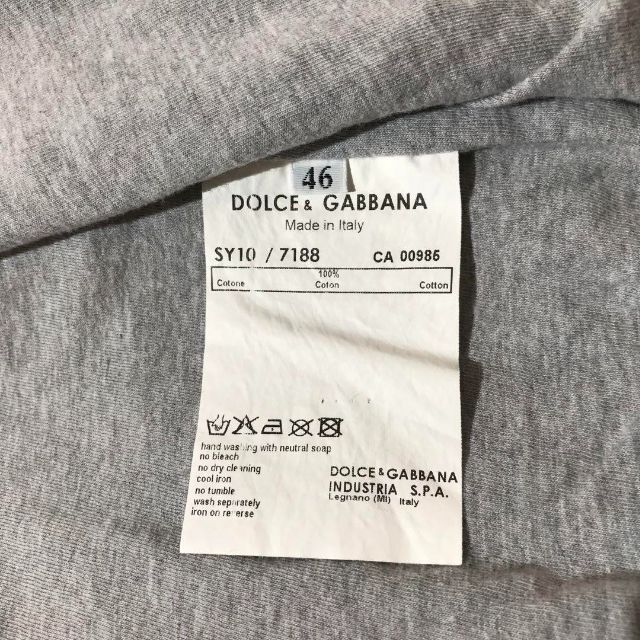 46
DOLCE & GABBANA
Made in Italy
SY10 / 7188 CA 00985
100%
Cotone Coton Cotton
hand washing with neutral soap
no bleach
no dry cleaning
cool iron
no tumble
wash separately
iron on reverse
DOLCE & GABBANA
INDUSTRIA S.P.A.
Legnano (MI) Italy